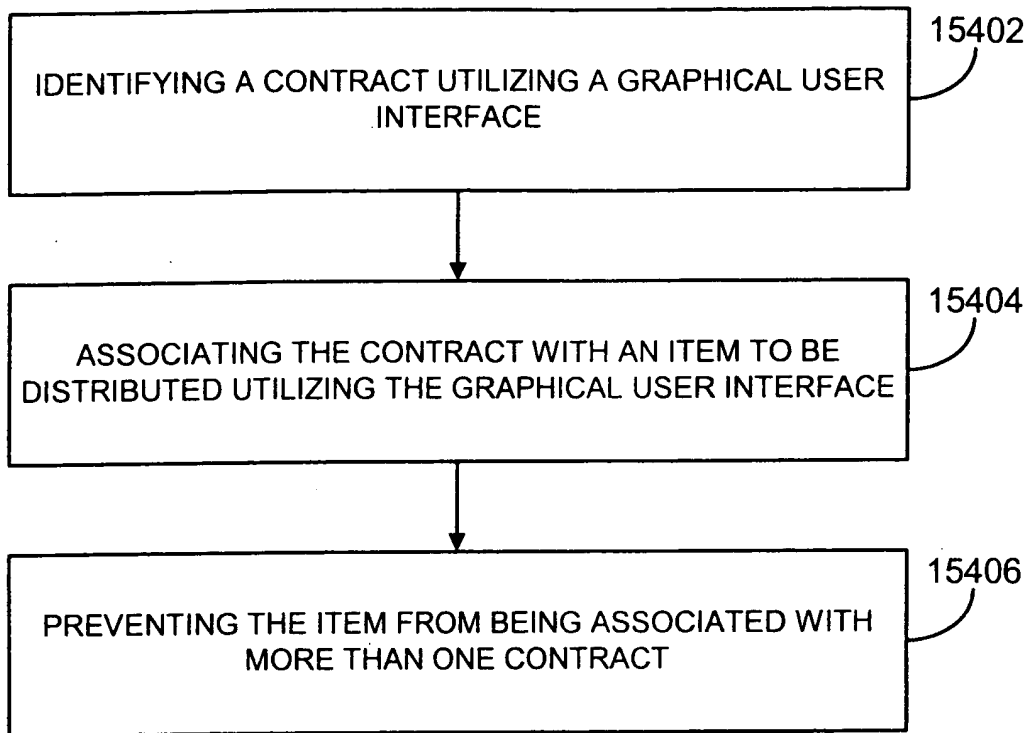 15402
IDENTIFYING A CONTRACT UTILIZING A GRAPHICAL USER
INTERFACE
15404
ASSOCIATING THE CONTRACT WITH AN ITEM TO BE
DISTRIBUTED UTILIZING THE GRAPHICAL USER INTERFACE
15406
PREVENTING THE ITEM FROM BEING ASSOCIATED WITH
MORE THAN ONE CONTRACT